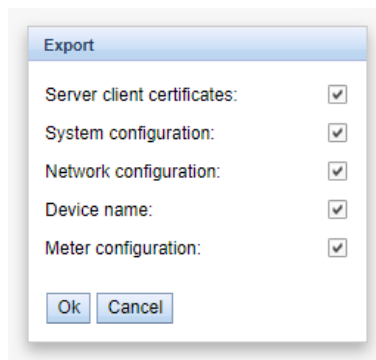 Export
Server client certificates:
System configuration:
Network configuration:
Device name:
Meter configuration:
Ok Cancel